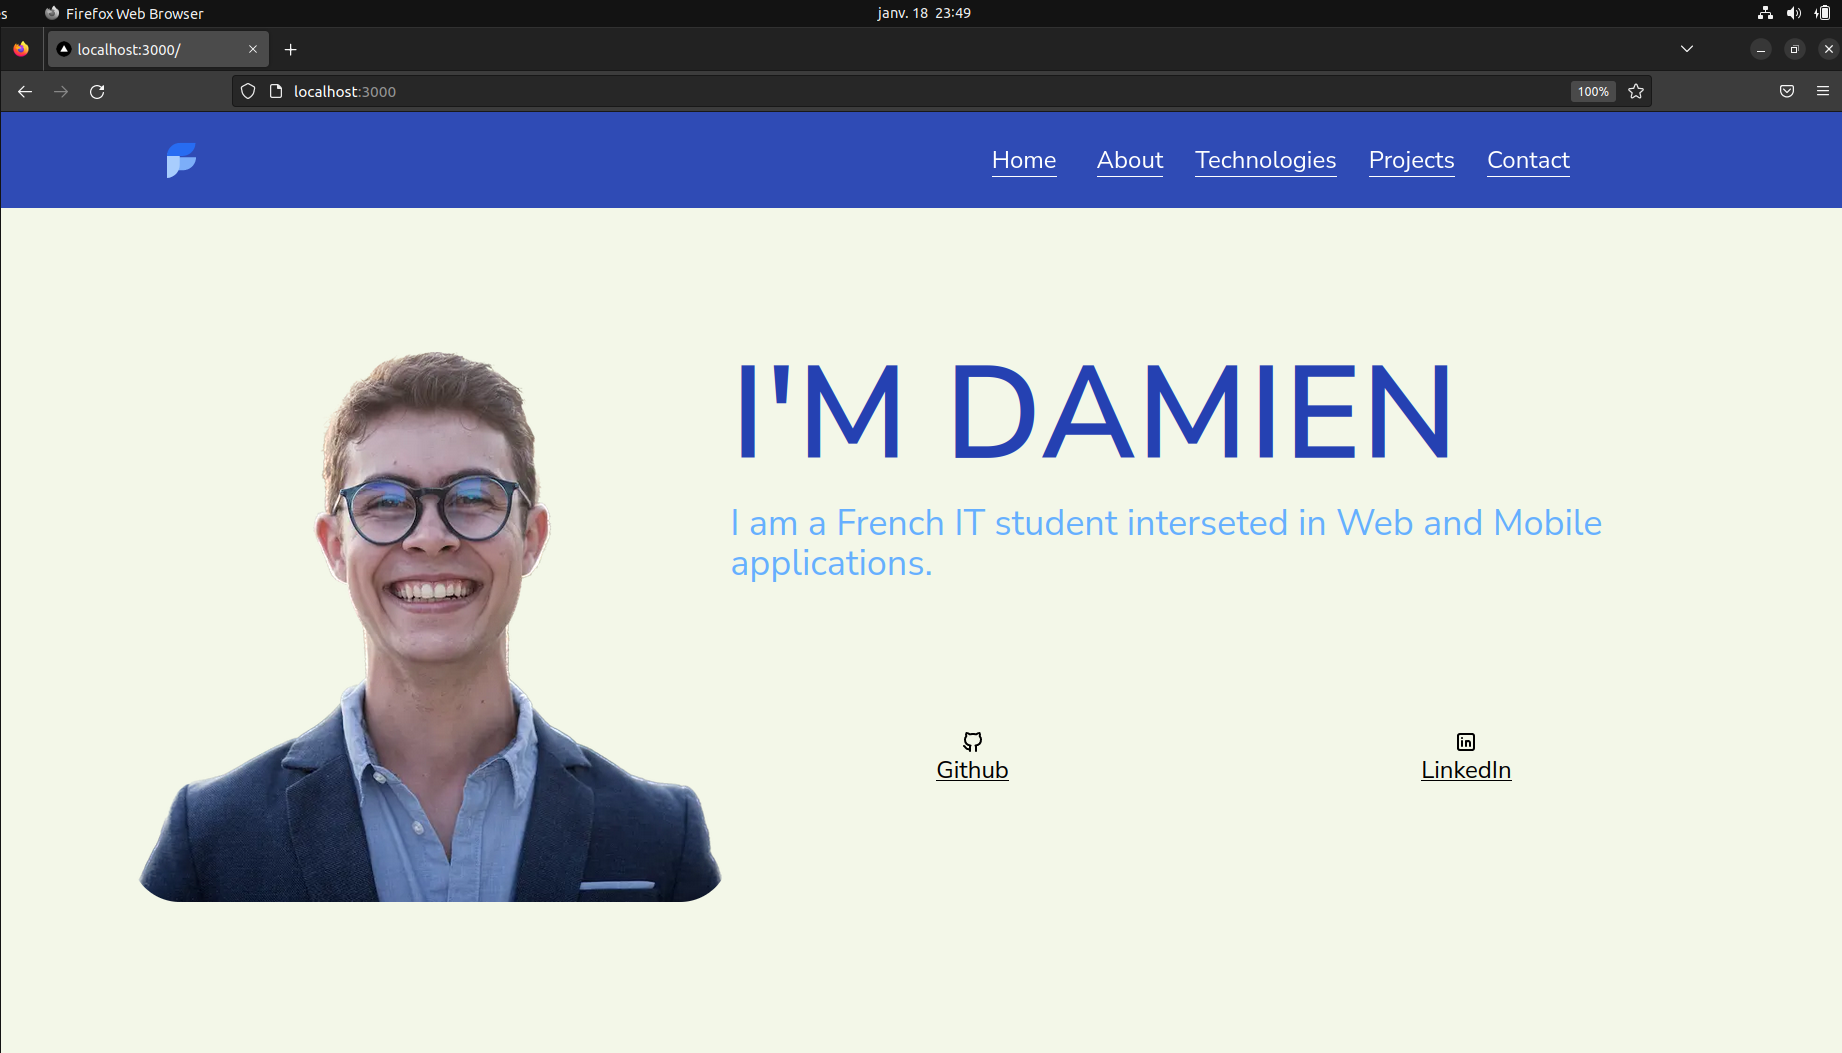 s Firefox Web Browser janv. 18 23:49
localhost:3000/
localhost:3000 100%
Home About Technologies Projects Contact
I'M DAMIEN
I am a French IT student interseted in Web and Mobile
applications.
Github LinkedIn